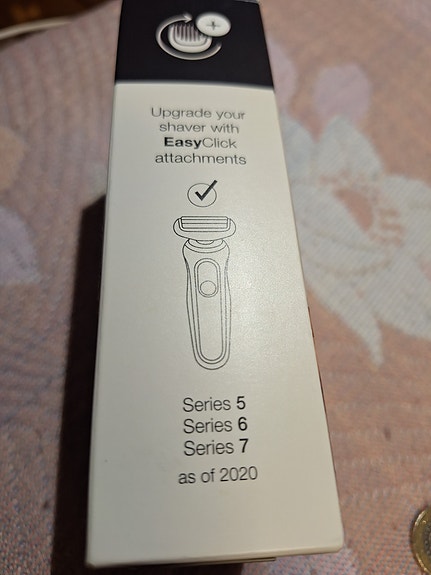 Upgrade your
shaver with
EasyClick
attachments
Series 5
Series 6
Series 7
as of 2020